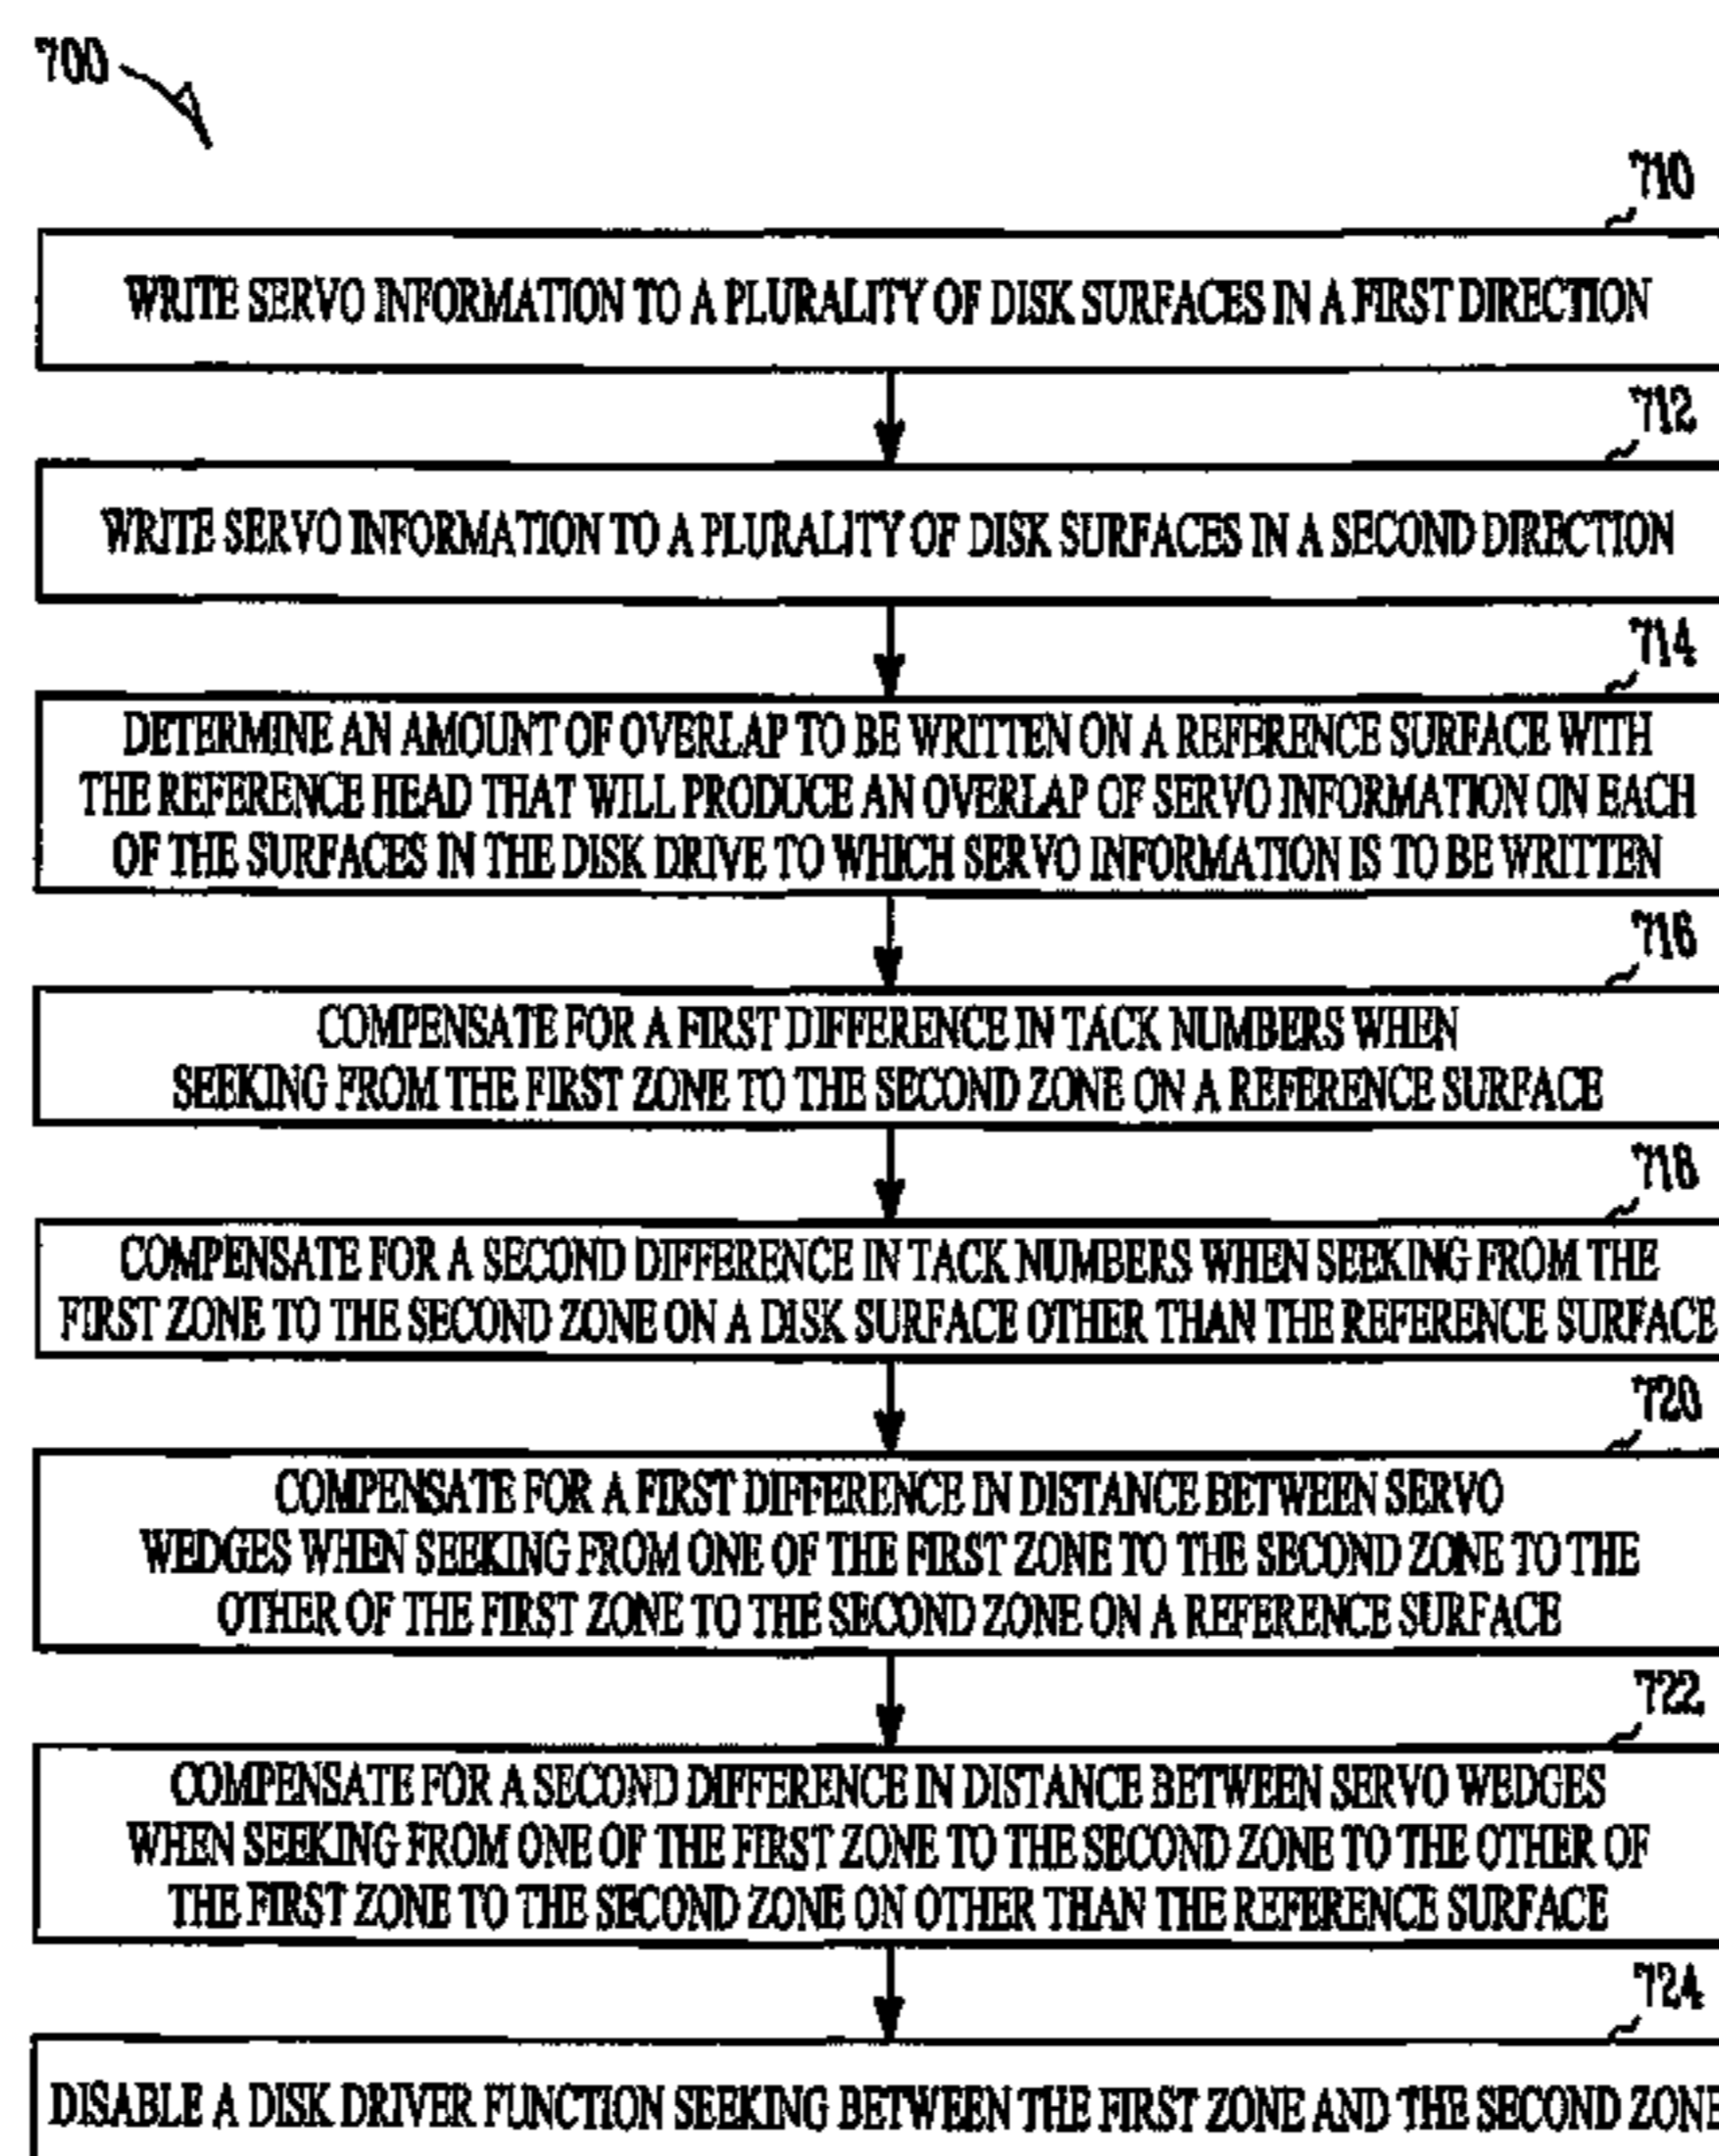 700
710
WRITE SERVO INFORMATION TO A PLURALITY OF DISK SURFACES IN A FIRST DIRECTION
712
WRITE SERVO INFORMATION TO A PLURALITY OF DISK SURFACES IN A SECOND DIRECTION
714
DETERMINE AN AMOUNT OF OVERLAP TO BE WRITTEN ON A REFERENCE SURFACE WITH
THE REFERENCE HEAD THAT WILL PRODUCE AN OVERLAP OF SERVO INFORMATION ON EACH
OF THE SURFACES IN THE DISK DRIVE TO WHICH SERVO INFORMATION IS TO BE WRITTEN
716
COMPENSATE FOR A FIRST DIFFERENCE IN TACK NUMBERS WHEN
SEEKING FROM THE FIRST ZONE TO THE SECOND ZONE ON A REFERENCE SURFACE
718
COMPENSATE FOR A SECOND DIFFERENCE IN TACK NUMBERS WHEN SEEKING FROM THE
FIRST ZONE TO THE SECOND ZONE ON A DISK SURFACE OTHER THAN THE REFERENCE SURFACE
720
COMPENSATE FOR A FIRST DIFFERENCE IN DISTANCE BETWEEN SERVO
WEDGES WHEN SEEKING FROM ONE OF THE FIRST ZONE TO THE SECOND ZONE TO THE
OTHER OF THE FIRST ZONE TO THE SECOND ZONE ON A REFERENCE SURFACE
722
COMPENSATE FOR A SECOND DIFFERENCE IN DISTANCE BETWEEN SERVO WEDGES
WHEN SEEKING FROM ONE OF THE FIRST ZONE TO THE SECOND ZONE TO THE OTHER OF
THE FIRST ZONE TO THE SECOND ZONE ON OTHER THAN THE REFERENCE SURFACE
724
DISABLE A DISK DRIVER FUNCTION SEEKING BETWEEN THE FIRST ZONE AND THE SECOND ZONE